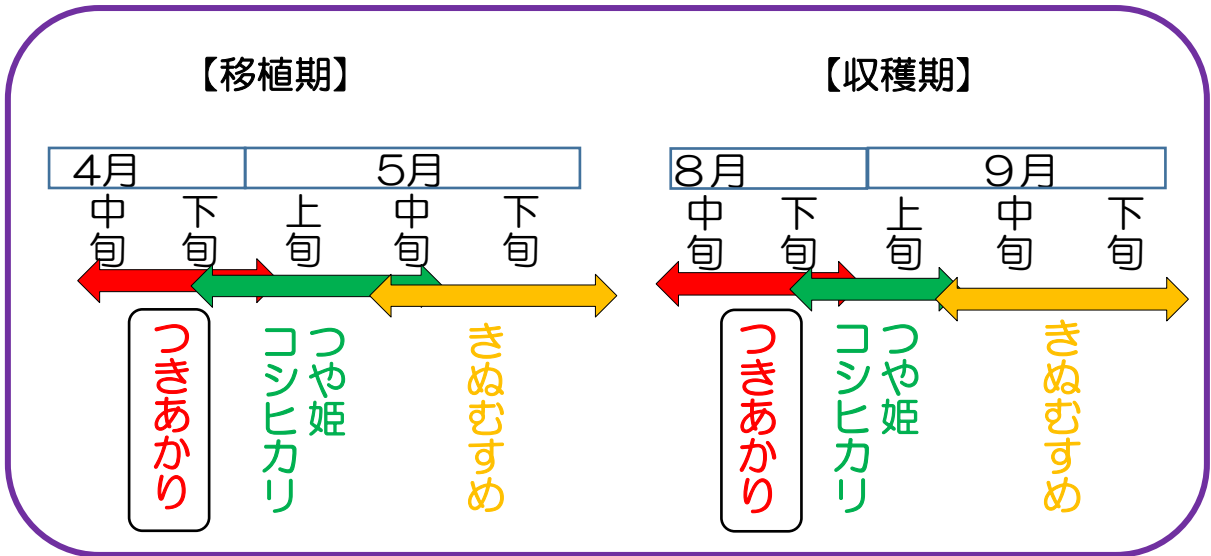 【移植期】
4月
5月
中旬
下旬
上旬
中旬
下旬
つきあかり
つや姫
コシヒカリ
きぬむすめ
【収穫期】
8月
9月
中旬
下旬
上旬
中旬
下旬
つきあかり
つや姫
コシヒカリ
きぬむすめ